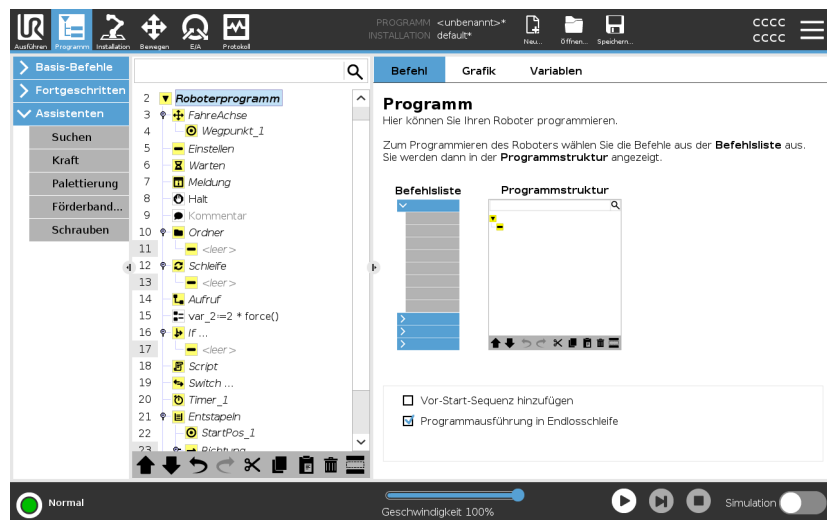 PROGRAMM <unbenannt>*
INSTALLATION default*
CCCC
CCCC
Ausführen
Programm
Installation
Bewegen
E/A
Protokoll
Neu...
Öffnen...
Speichern...
Basis-Befehle
Fortgeschritten
Assistenten
Suchen
Kraft
Palettierung
Förderband...
Schrauben
2 Roboterprogramm
3 FahreAchse
4 Wegpunkt_1
5 Einstellen
6 Warten
7 Meldung
8 Halt
9 Kommentar
10 Ordner
11 <leer>
12 Schleife
13 <leer>
14 Aufruf
15 var_2≔2 * force()
16 If ...
17 <leer>
18 Script
19 Switch ...
20 Timer_1
21 Entstapeln
22 StartPos_1
23 Richtung
Befehl Grafik Variablen
Programm
Hier können Sie Ihren Roboter programmieren.
Zum Programmieren des Roboters wählen Sie die Befehle aus der Befehlsliste aus.
Sie werden dann in der Programmstruktur angezeigt.
Befehlsliste Programmstruktur
Vor-Start-Sequenz hinzufügen
Programmausführung in Endlosschleife
Normal
Geschwindigkeit 100%
Simulation